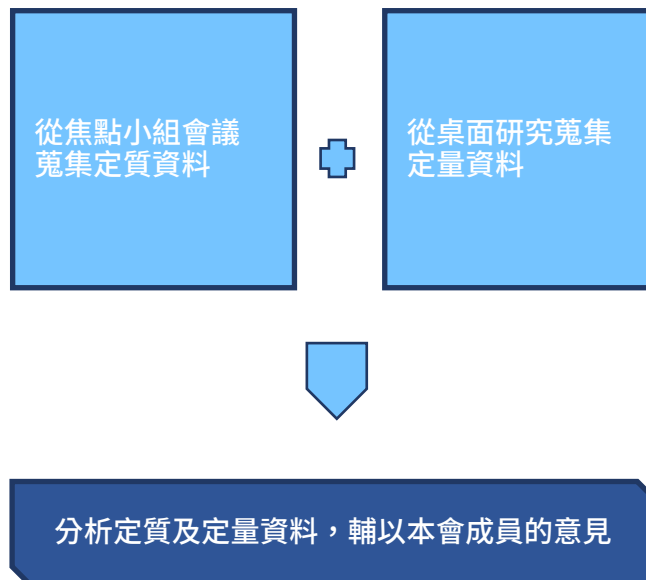 從焦點小組會議
蒐集定質資料
從桌面研究蒐集
定量資料
分析定質及定量資料，輔以本會成員的意見